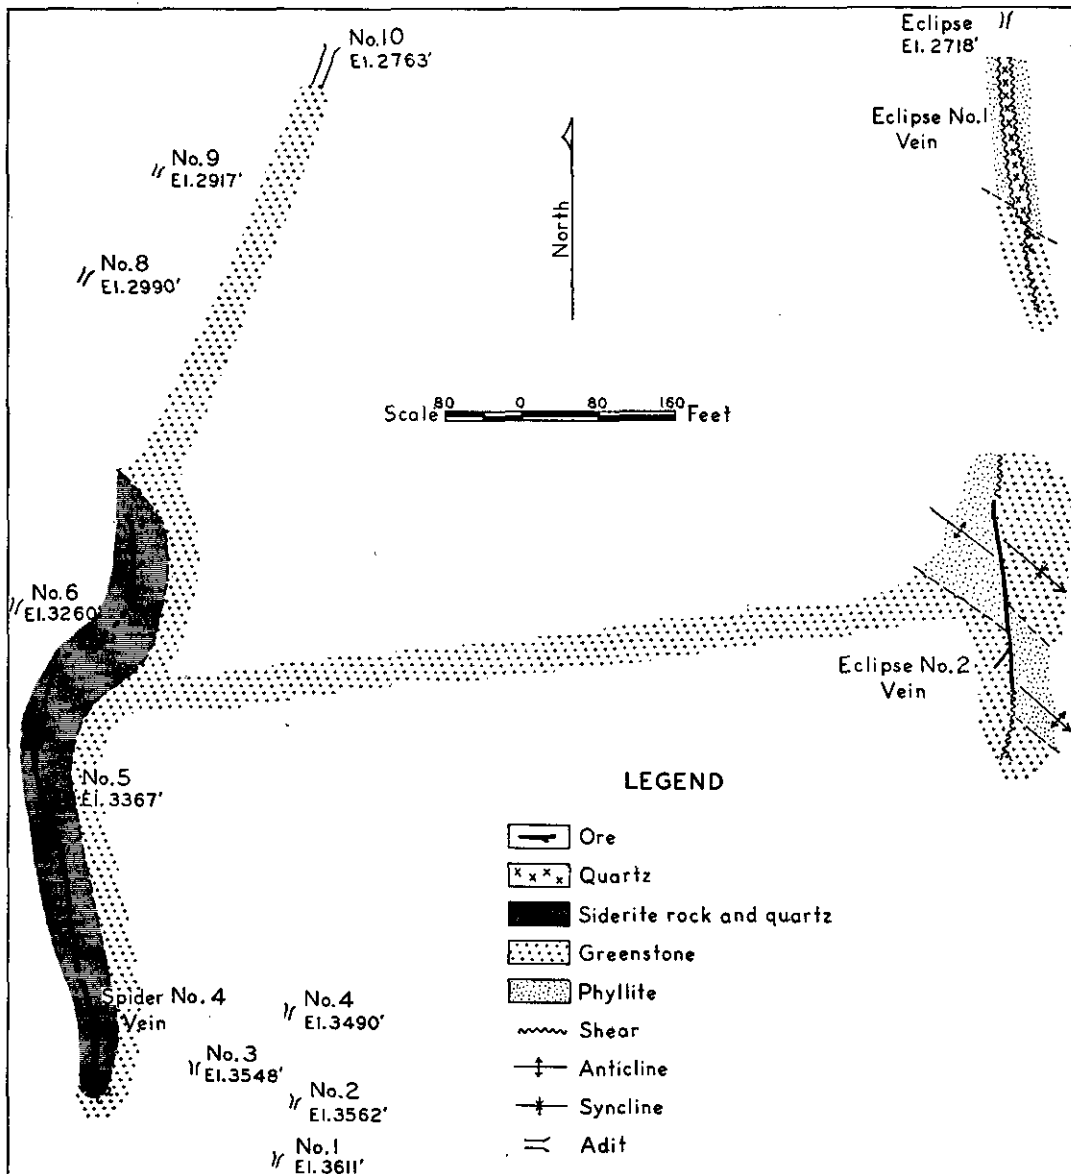 No.10
El.2763'
Eclipse
El.2718'
Eclipse No.1
Vein
No.9
El.2917'
North
No.8
El.2990'
Scale 80 0 80 160 Feet
No.6
El.3260'
Eclipse No.2
Vein
No.5
El.3367'
LEGEND
Ore
Quartz
Siderite rock and quartz
Greenstone
Phyllite
Shear
Anticline
Syncline
Adit
Spider No.4
Vein
No.4
El.3490'
No.3
El.3548'
No.2
El.3562'
No.1
El.3611'